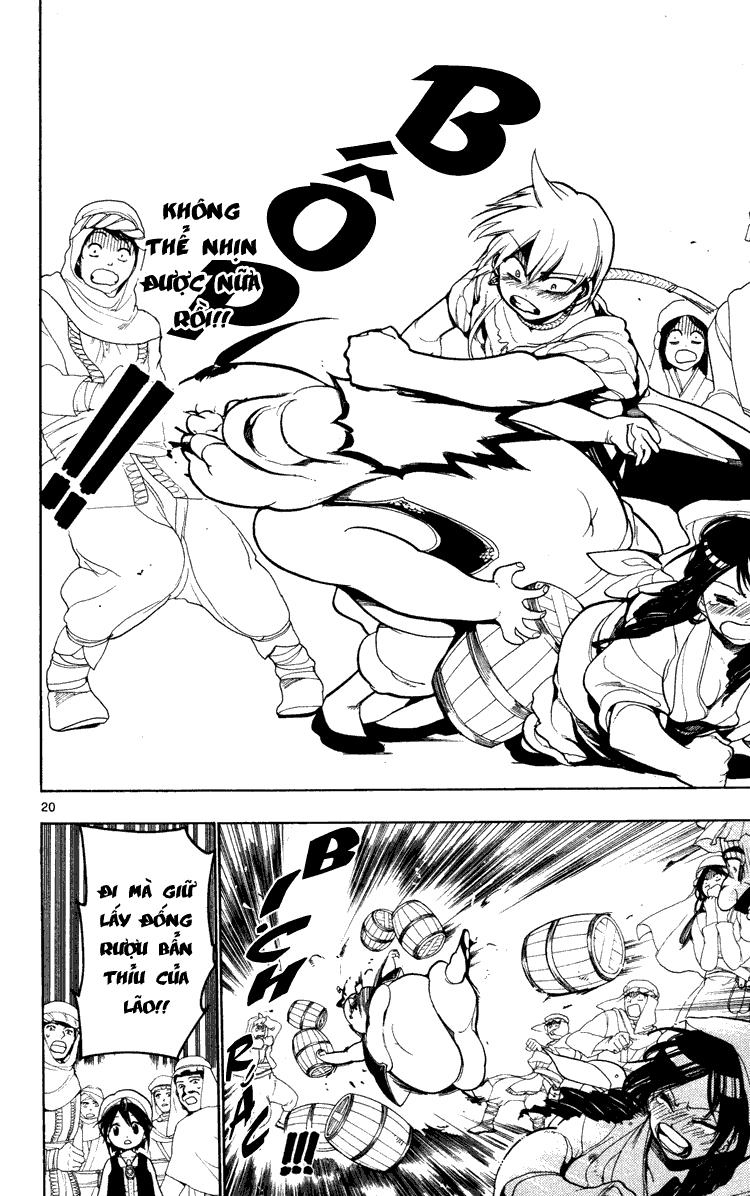 KHÔNG
THỂ NHỊN
ĐƯỢC NỮA
RỒI!!
BỐP
!!
20
ĐI MÀ GIỮ
LẤY ĐỐNG
RƯỢU BẨN
THỈU CỦA
LÃO!!
BỊCH
RẮC
!!!